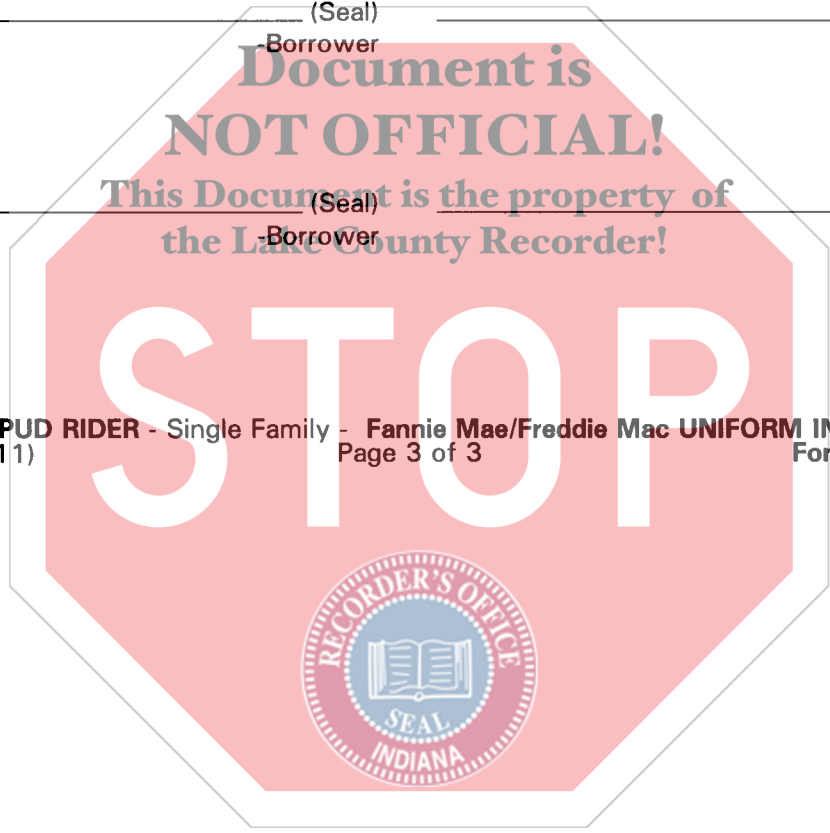 (Seal)
-Borrower
Document is
NOT OFFICIAL!
This Document is the property of
the Lake County Recorder!
(Seal)
-Borrower
STOP
PUD RIDER - Single Family - Fannie Mae/Freddie Mac UNIFORM IN
11) Page 3 of 3 For
RECORDER'S OFFICE
SEAL
INDIANA